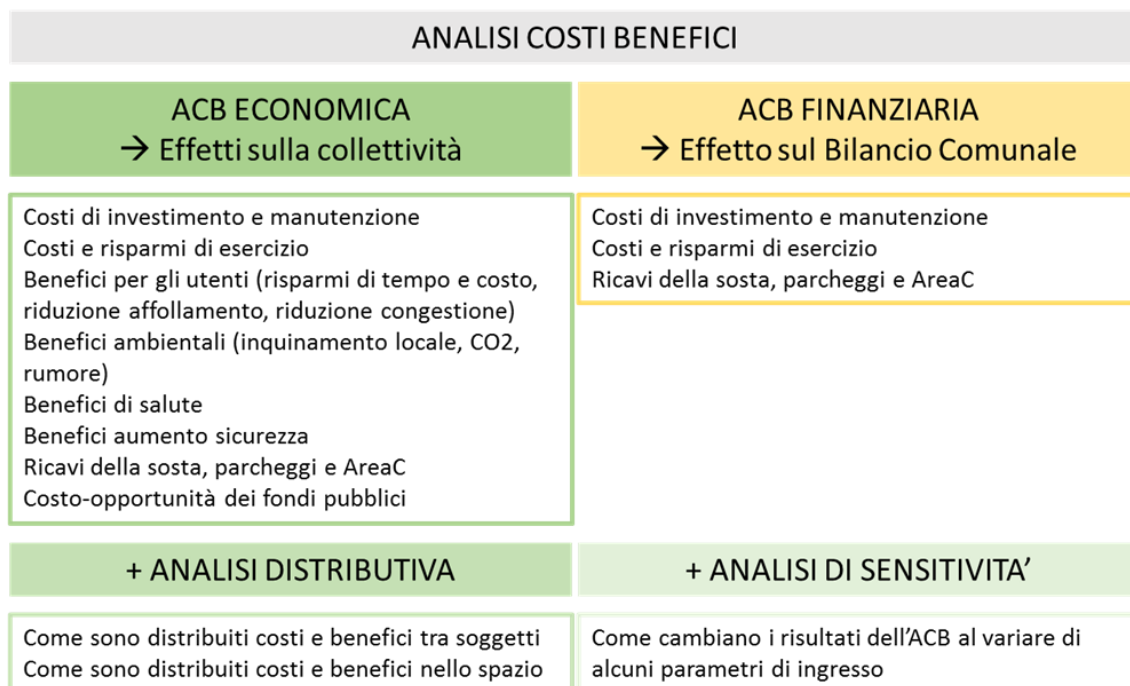 ANALISI COSTI BENEFICI
ACB ECONOMICA
→ Effetti sulla collettività
ACB FINANZIARIA
→ Effetto sul Bilancio Comunale
Costi di investimento e manutenzione
Costi e risparmi di esercizio
Benefici per gli utenti (risparmi di tempo e costo,
riduzione affollamento, riduzione congestione)
Benefici ambientali (inquinamento locale, CO2,
rumore)
Benefici di salute
Benefici aumento sicurezza
Ricavi della sosta, parcheggi e AreaC
Costo-opportunità dei fondi pubblici
Costi di investimento e manutenzione
Costi e risparmi di esercizio
Ricavi della sosta, parcheggi e AreaC
+ ANALISI DISTRIBUTIVA
Come sono distribuiti costi e benefici tra soggetti
Come sono distribuiti costi e benefici nello spazio
+ ANALISI DI SENSITIVITA’
Come cambiano i risultati dell’ACB al variare di
alcuni parametri di ingresso